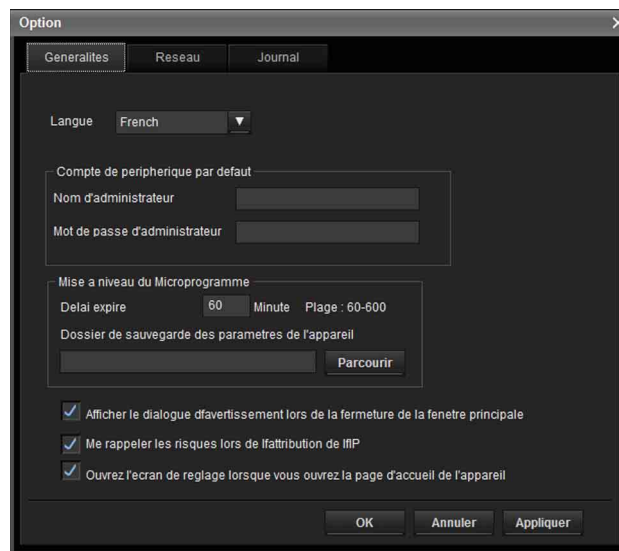 Option
Generalites Reseau Journal
Langue French
Compte de peripherique par defaut
Nom d'administrateur
Mot de passe d'administrateur
Mise a niveau du Microprogramme
Delai expire 60 Minute Plage : 60-600
Dossier de sauvegarde des parametres de l'appareil
Parcourir
Afficher le dialogue dfavertissement lors de la fermeture de la fenetre principale
Me rappeler les risques lors de lfattribution de lflP
Ouvrez l'ecran de reglage lorsque vous ouvrez la page d'accueil de l'appareil
OK Annuler Appliquer